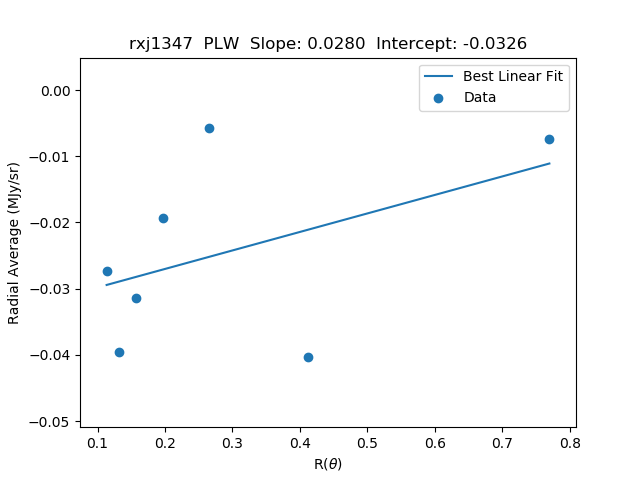 rxj1347  PLW  Slope: 0.0280  Intercept: -0.0326
Best Linear Fit
Data
Radial Average (MJy/sr)
0.00
−0.01
−0.02
−0.03
−0.04
−0.05
0.1 0.2 0.3 0.4 0.5 0.6 0.7 0.8
R(θ)